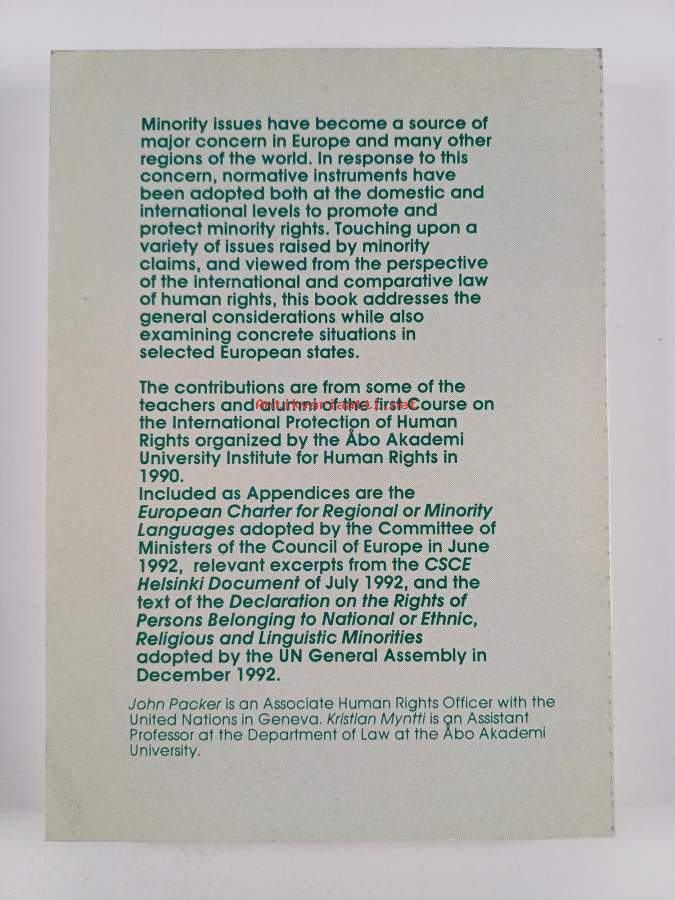 Minority issues have become a source of
major concern in Europe and many other
regions of the world. In response to this
concern, normative instruments have
been adopted both at the domestic and
international levels to promote and
protect minority rights. Touching upon a
variety of issues raised by minority
claims, and viewed from the perspective
of the international and comparative law
of human rights, this book addresses the
general considerations while also
examining concrete situations in
selected European states.
The contributions are from some of the
teachers and alumni of the first Course on
Antikvariaatti.net
the International Protection of Human
Rights organized by the Åbo Akademi
University Institute for Human Rights in
1990.
Included as Appendices are the
European Charter for Regional or Minority
Languages adopted by the Committee of
Ministers of the Council of Europe in June
1992, relevant excerpts from the CSCE
Helsinki Document of July 1992, and the
text of the Declaration on the Rights of
Persons Belonging to National or Ethnic,
Religious and Linguistic Minorities
adopted by the UN General Assembly in
December 1992.
John Packer is an Associate Human Rights Officer with the
United Nations in Geneva. Kristian Myntti is an Assistant
Professor at the Department of Law at the Åbo Akademi
University.